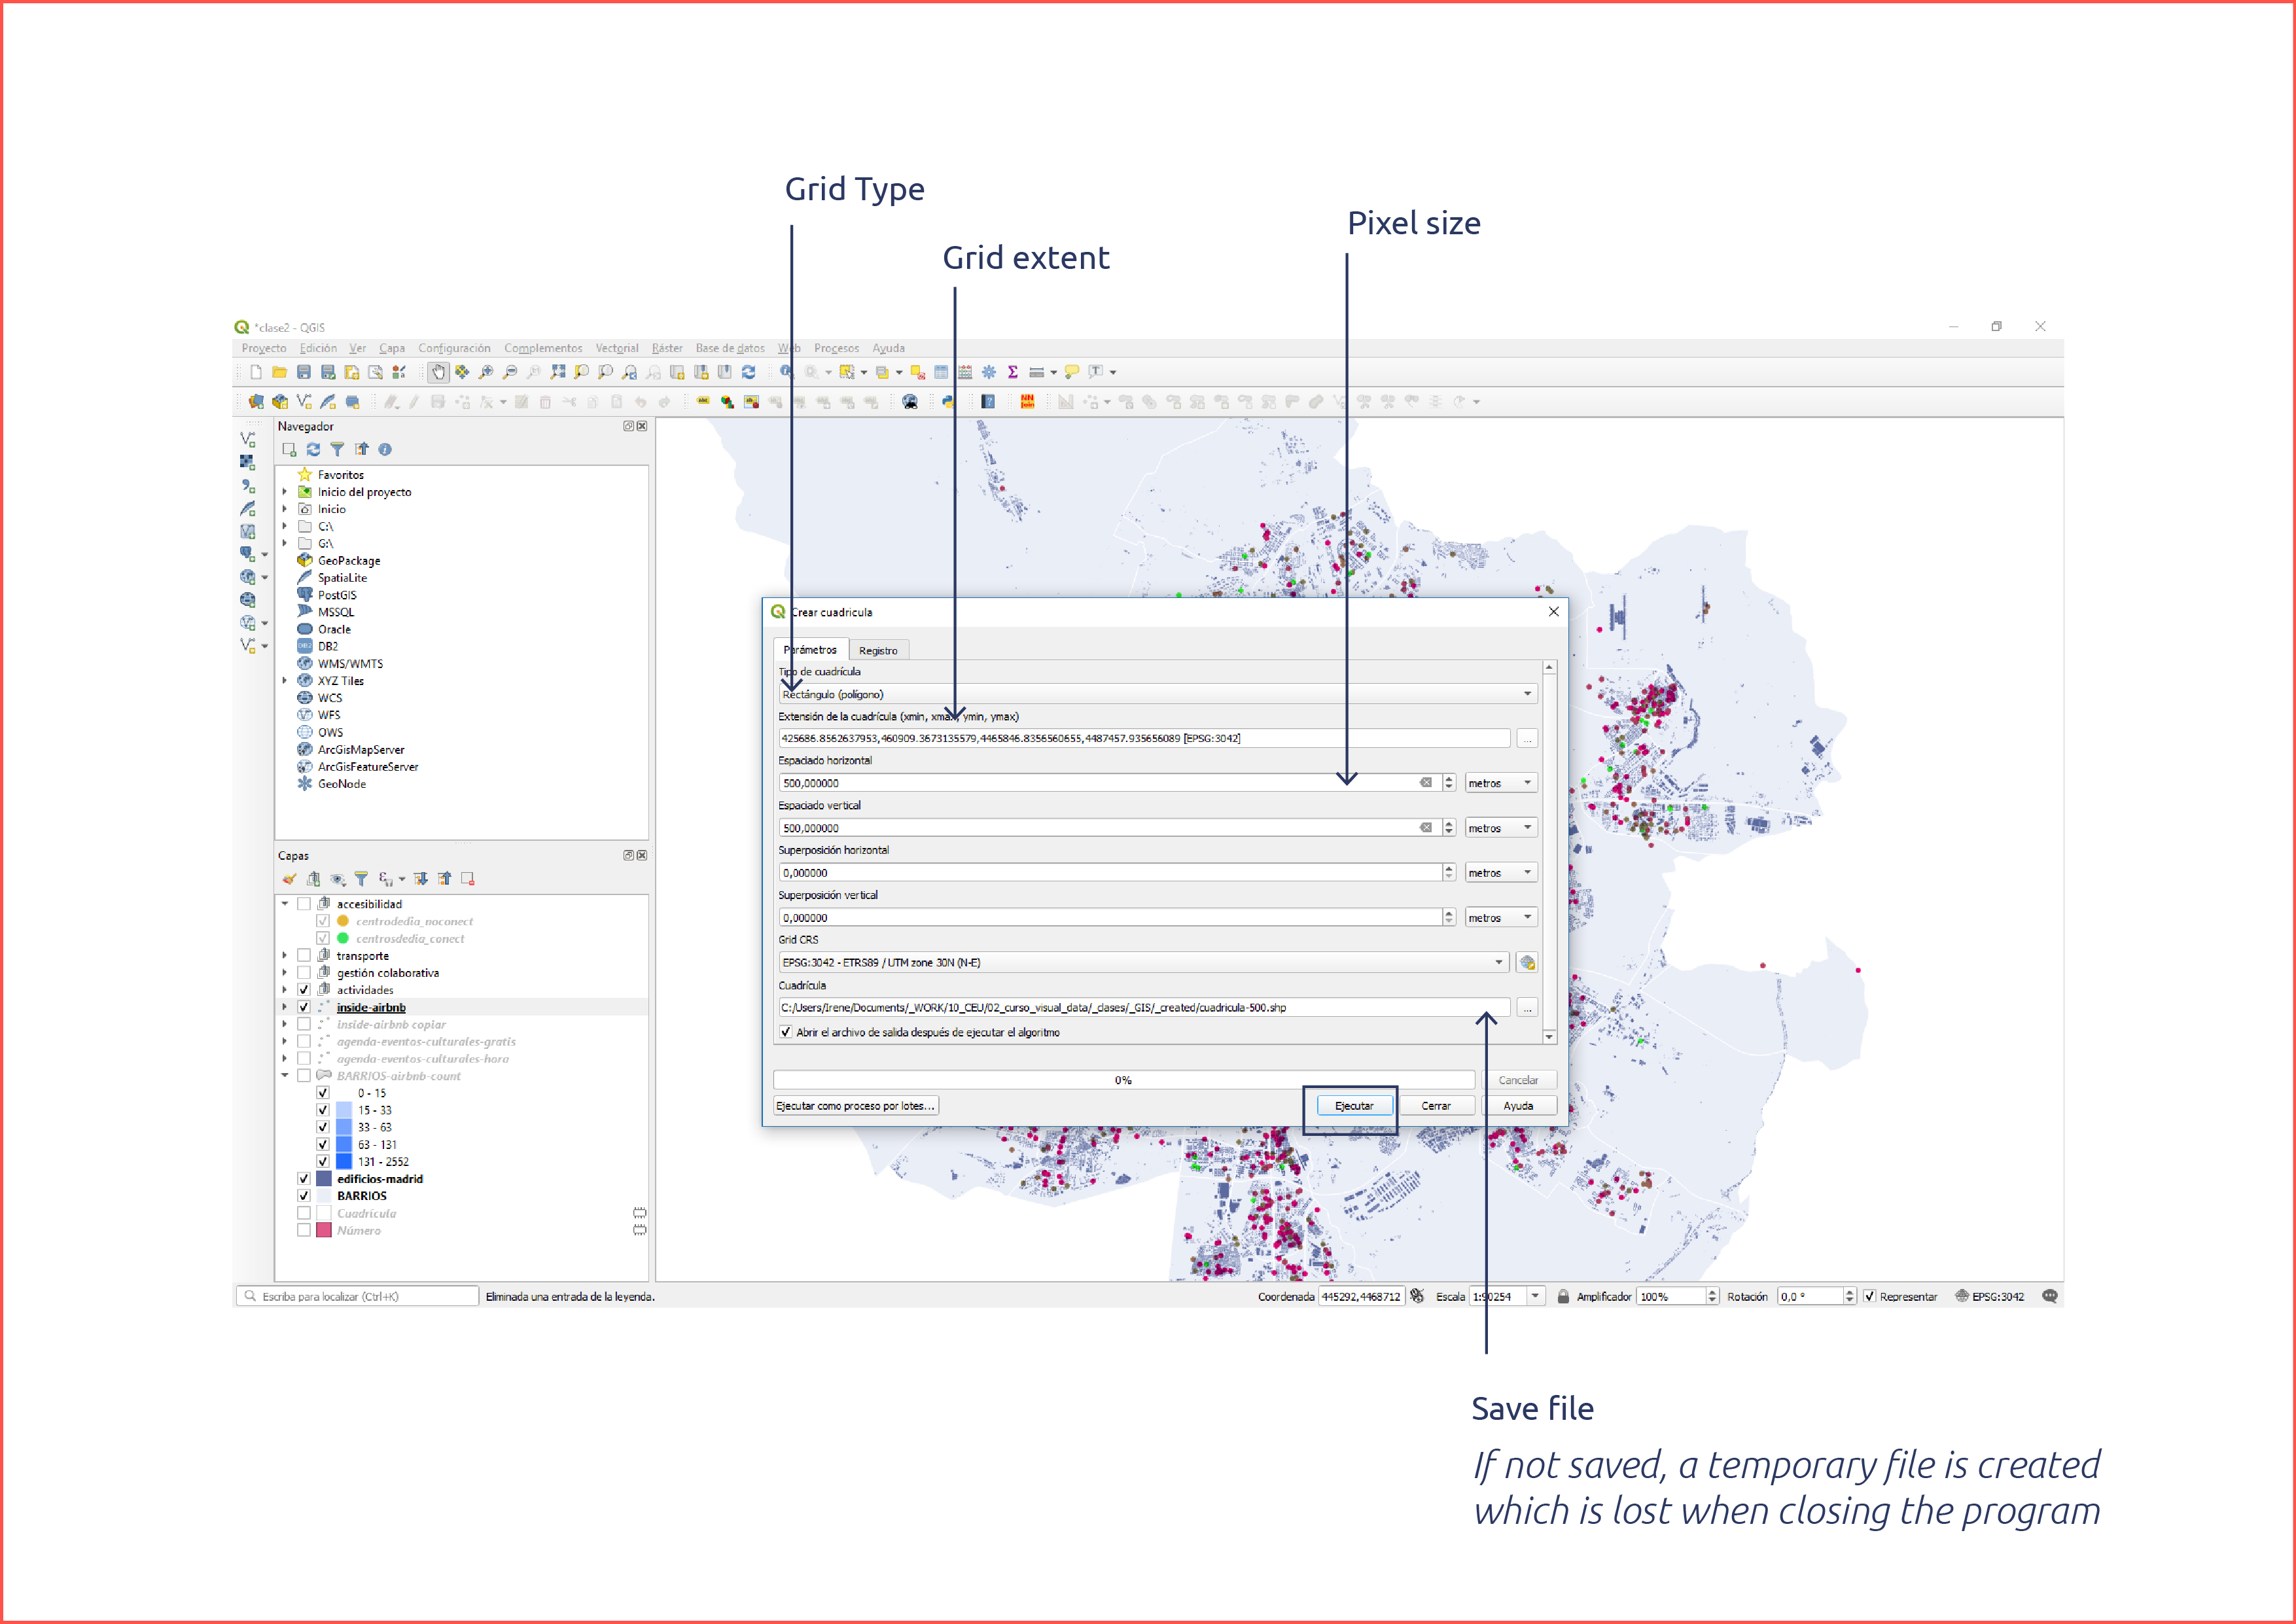 Grid Type
Pixel size
Grid extent
*clase2 - QGIS
Proyecto Edición Ver Capa Configuración Complementos Vectorial Ráster Base de datos Web Procesos Ayuda
Navegador
Favoritos
Inicio del proyecto
Inicio
C:\
G:\
GeoPackage
SpatiaLite
PostGIS
MSSQL
Oracle
DB2
WMS/WMTS
XYZ Tiles
WCS
WFS
OWS
ArcGisMapServer
ArcGisFeatureServer
GeoNode
Capas
accesibilidad
centrodedia_noconect
centrosdedia_conect
transporte
gestión colaborativa
actividades
inside-airbnb
inside-airbnb copiar
agenda-eventos-culturales-gratis
agenda-eventos-culturales-hora
BARRIOS-airbnb-count
0 - 15
15 - 33
33 - 63
63 - 131
131 - 2552
edificios-madrid
BARRIOS
Cuadrícula
Número
Crear cuadrícula
Parámetros Registro
Tipo de cuadrícula
Rectángulo (polígono)
Extensión de la cuadrícula (xmin, xmax, ymin, ymax)
425686.8562637953,460909.3673135579,4465846.8356560655,4487457.935656089 [EPSG:3042]
...
Espaciado horizontal
500,000000 metros
Espaciado vertical
500,000000 metros
Superposición horizontal
0,000000 metros
Superposición vertical
0,000000 metros
Grid CRS
EPSG:3042 - ETRS89 / UTM zone 30N (N-E)
Cuadrícula
C:/Users/Irene/Documents/_WORK/10_CEU/02_curso_visual_data/_clases/_GIS/_created/cuadricula-500.shp
...
Abrir el archivo de salida después de ejecutar el algoritmo
0% Cancelar
Ejecutar como proceso por lotes... Ejecutar Cerrar Ayuda
Escriba para localizar (Ctrl+K) Eliminada una entrada de la leyenda. Coordenada 445292,4468712 Escala 1:90254 Amplificador 100% Rotación 0,0 ° Representar EPSG:3042
Save file
If not saved, a temporary file is created
which is lost when closing the program